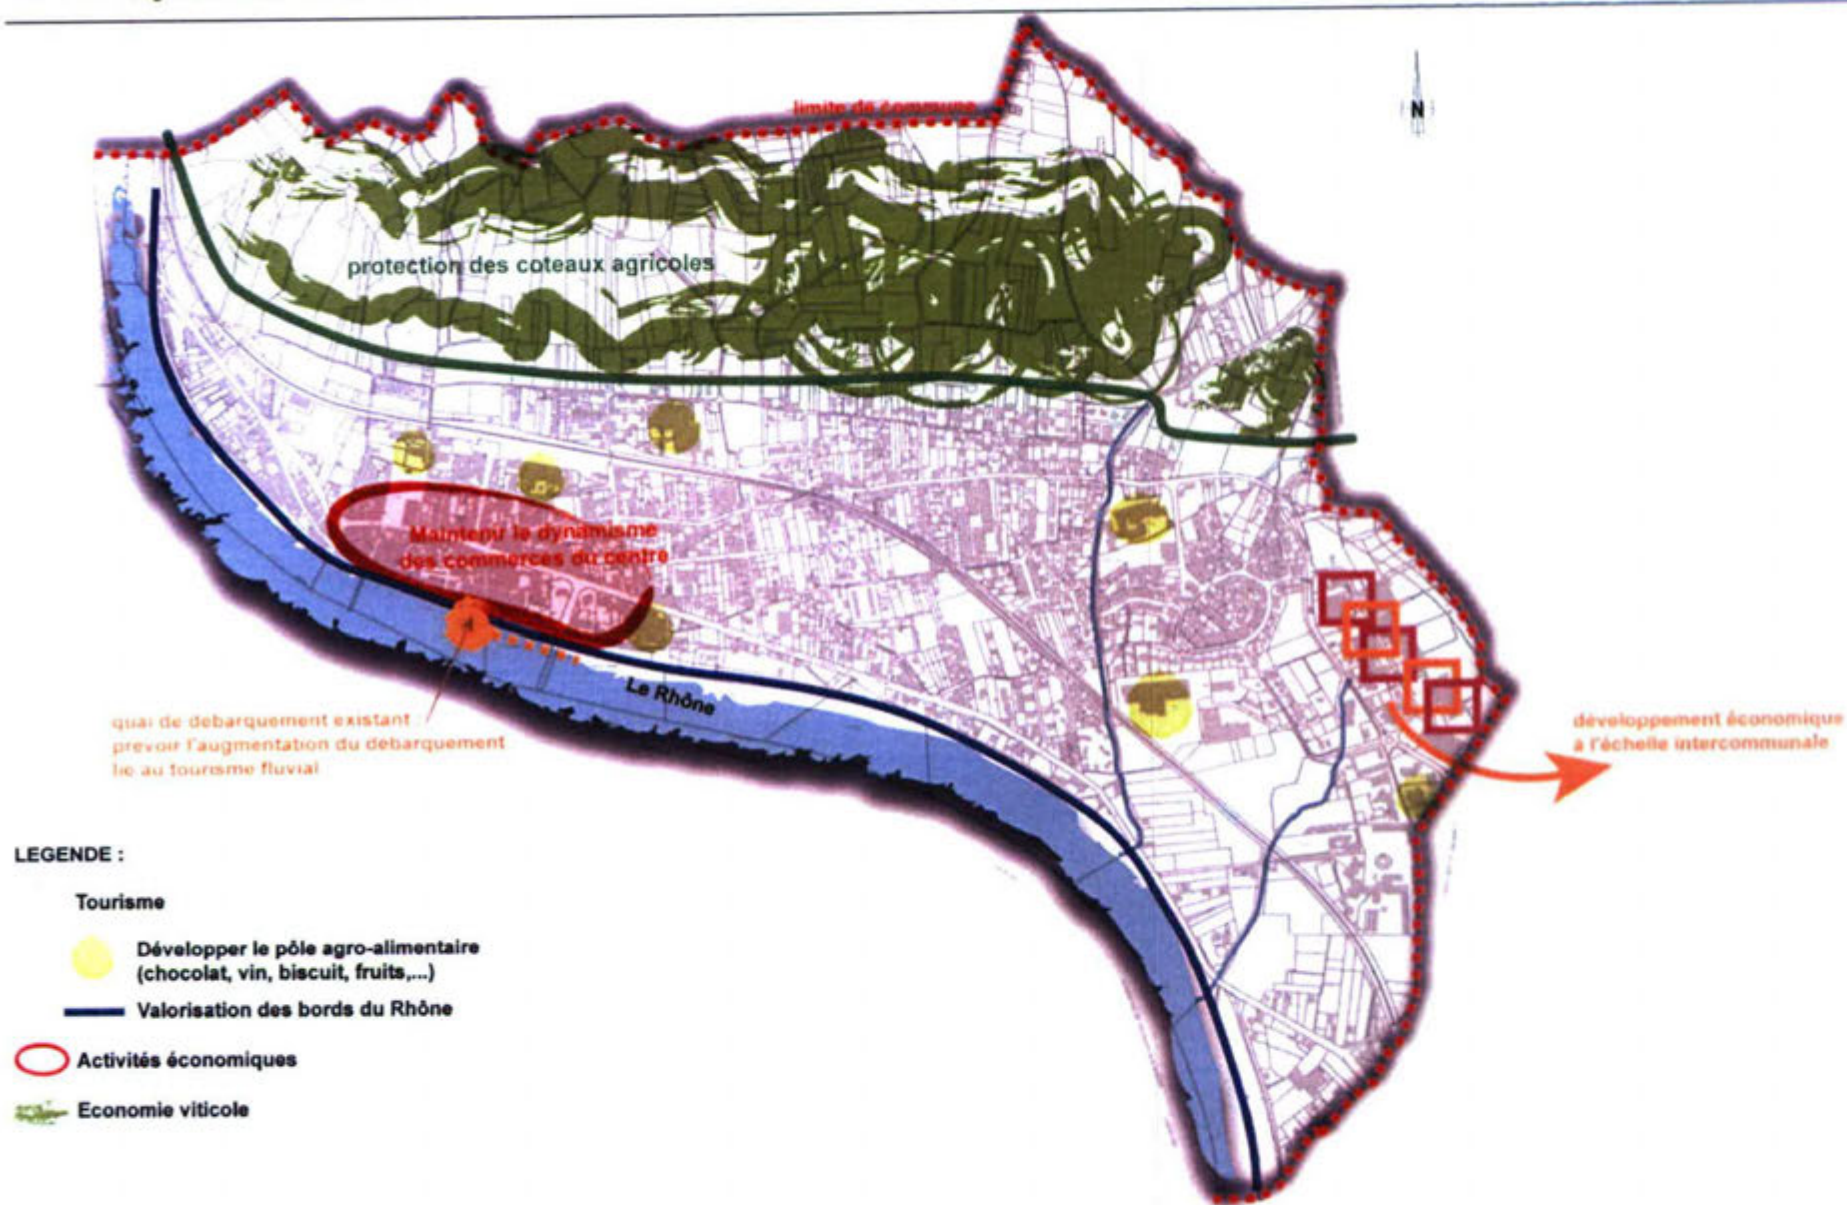 limite de commune
N
protection des coteaux agricoles
Maintenir le dynamisme
des commerces du centre
Le Rhône
quai de debarquement existant :
prevoir l'augmentation du debarquement
lie au tourisme fluvial
développement économique
à l'échelle intercommunale
LEGENDE :
Tourisme
Développer le pôle agro-alimentaire
(chocolat, vin, biscuit, fruits,...)
Valorisation des bords du Rhône
Activités économiques
Economie viticole